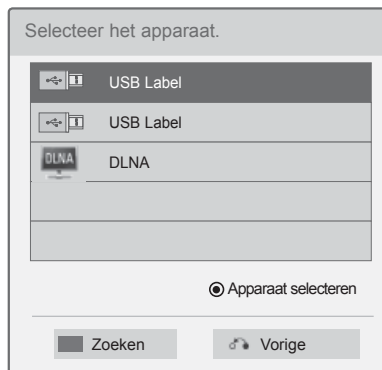 Selecteer het apparaat.
USB Label
USB Label
DLNA DLNA
Apparaat selecteren
Zoeken Vorige